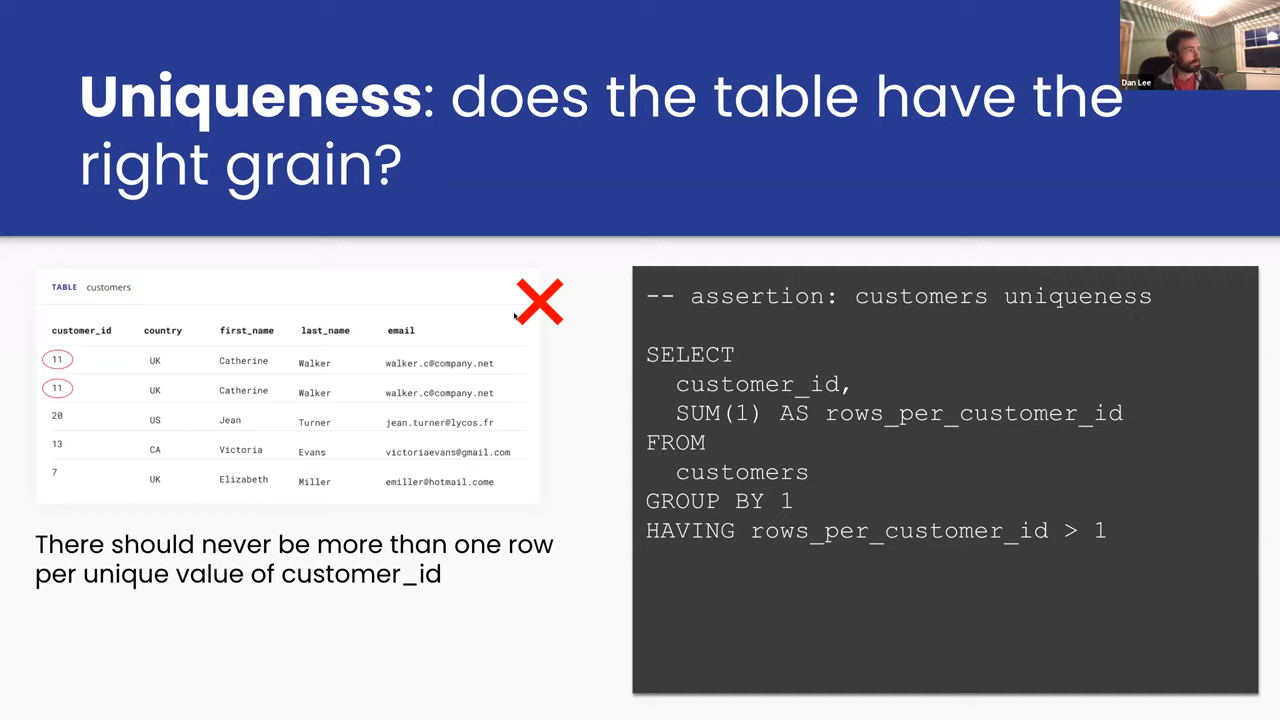 Uniqueness: does the table have the
right grain?
Dan Lee
TABLE customers
customer_id country first_name last_name email
11 UK Catherine Walker walker.c@company.net
11 UK Catherine Walker walker.c@company.net
20 US Jean Turner jean.turner@lycos.fr
13 CA Victoria Evans victoriaevans@gmail.com
7 UK Elizabeth Miller emiller@hotmail.come
There should never be more than one row
per unique value of customer_id
-- assertion: customers uniqueness
SELECT
customer_id,
SUM(1) AS rows_per_customer_id
FROM
customers
GROUP BY 1
HAVING rows_per_customer_id > 1